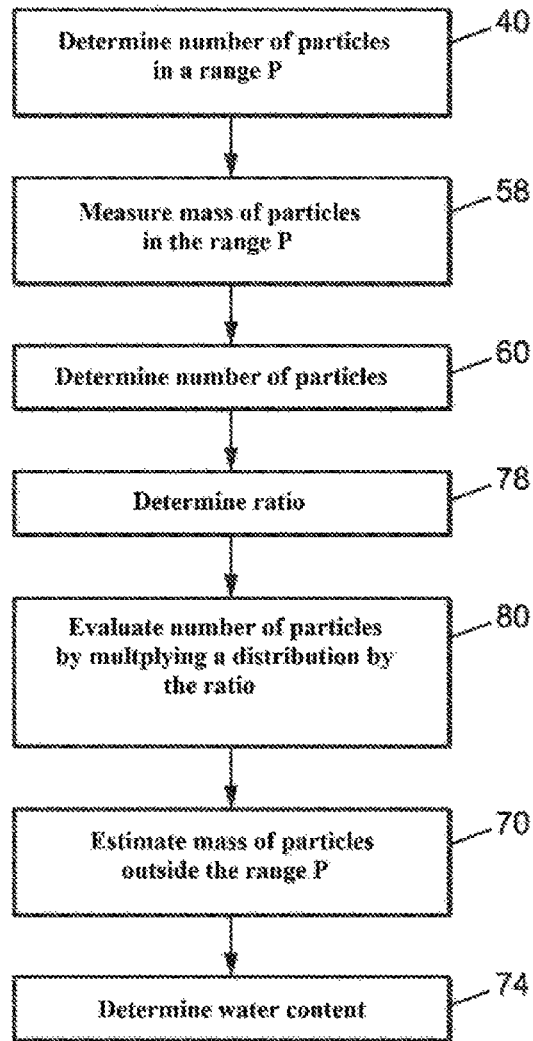 Determine number of particles
in a range P
40
Measure mass of particles
in the range P
58
Determine number of particles
60
Determine ratio
78
Evaluate number of particles
by multplying a distribution by
the ratio
80
Estimate mass of particles
outside the range P
70
Determine water content
74